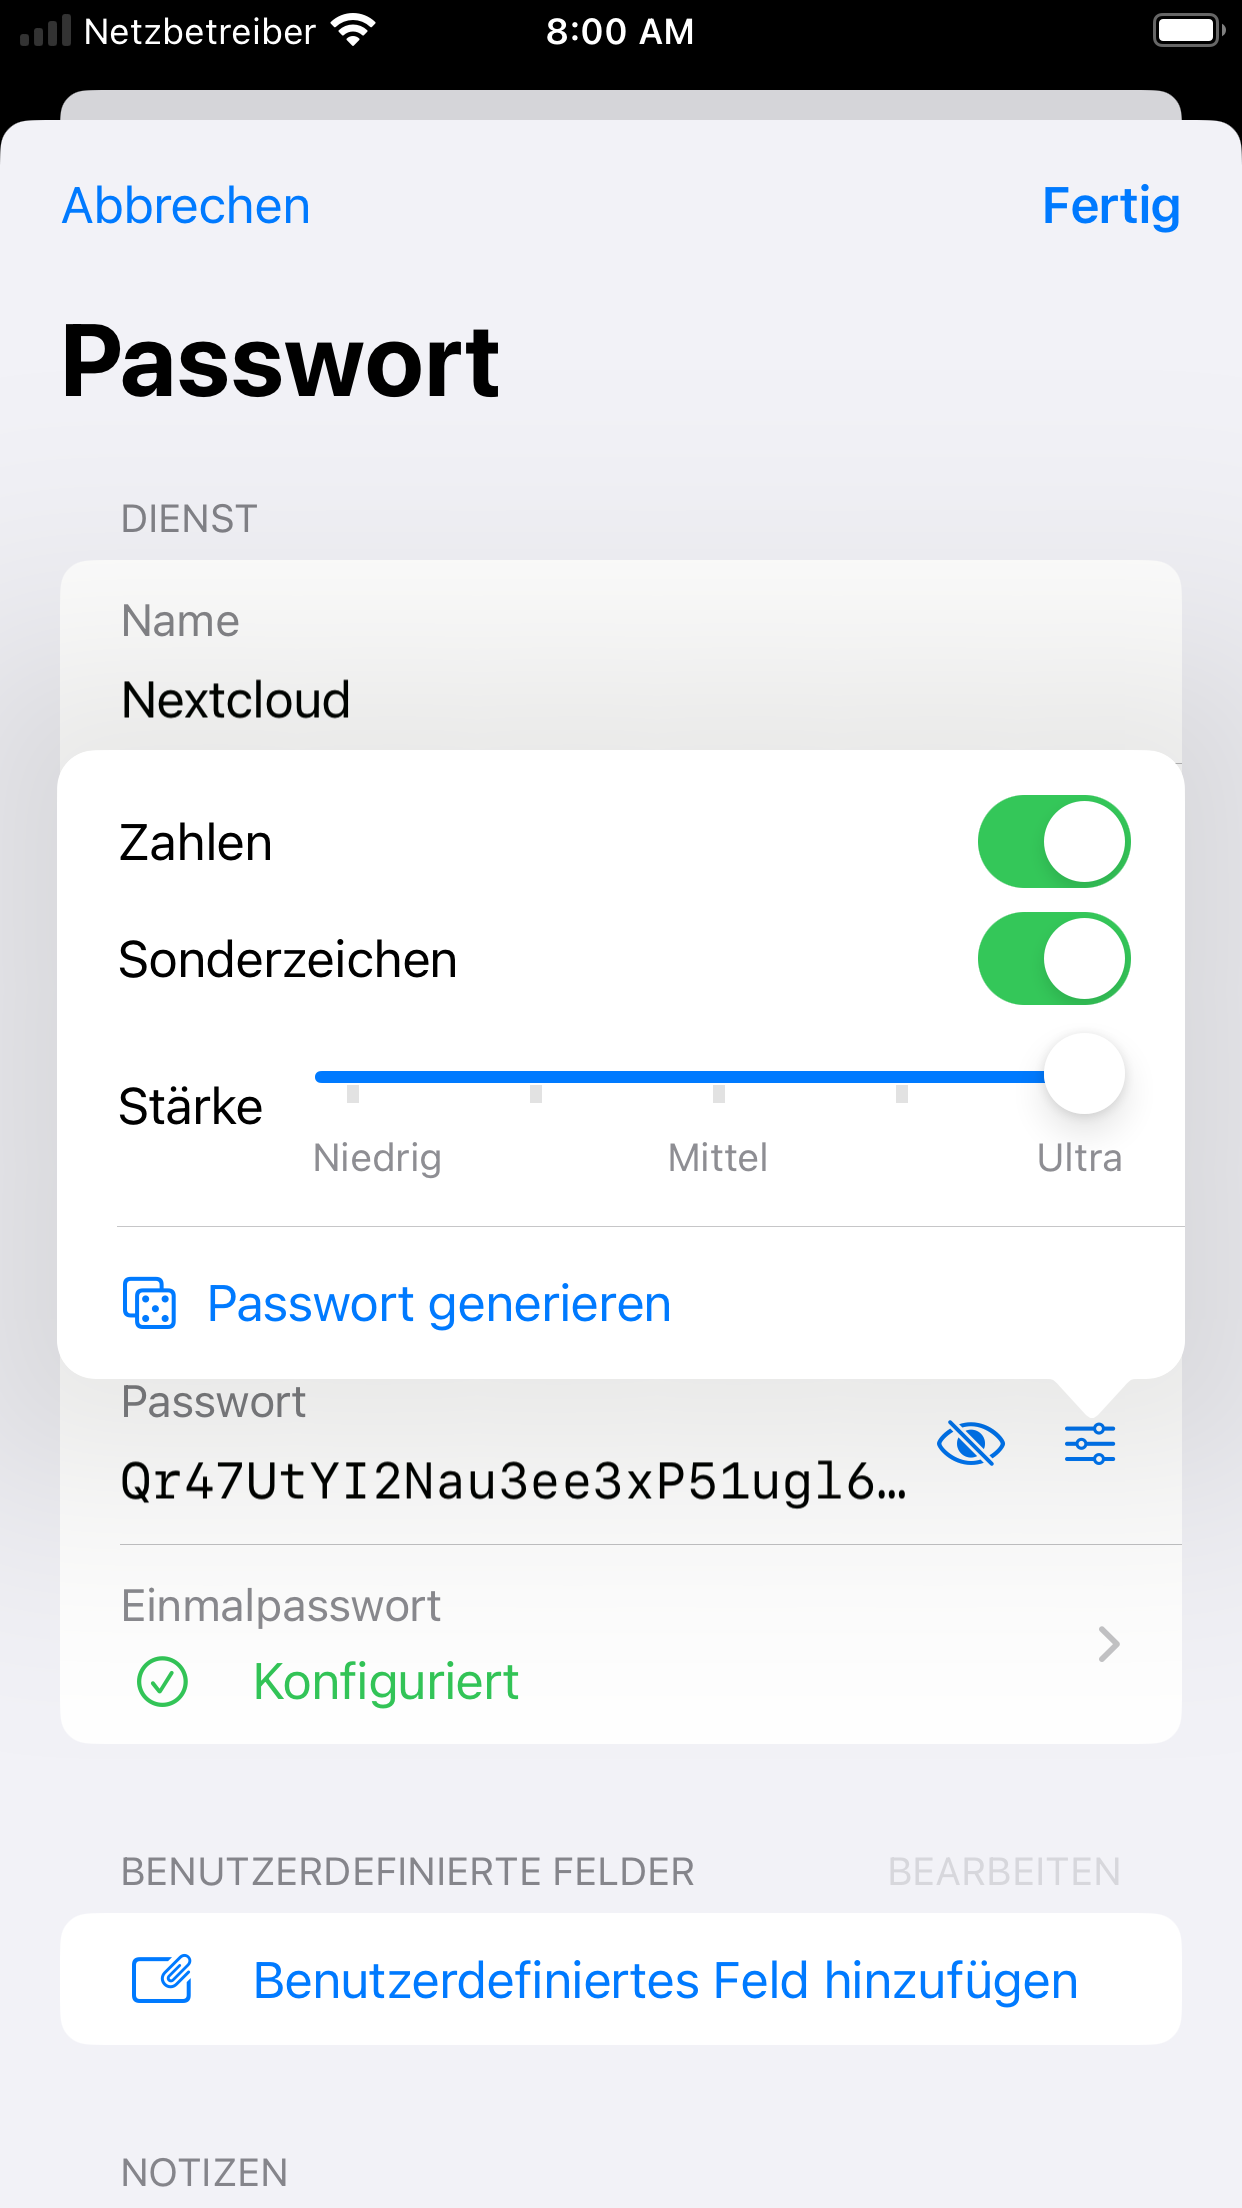 Netzbetreiber 8:00 AM
Abbrechen Fertig
Passwort
DIENST
Name
Nextcloud
Zahlen
Sonderzeichen
Stärke
Niedrig Mittel Ultra
Passwort generieren
Passwort
Qr47UtYI2Nau3ee3xP51ugl6…
Einmalpasswort
Konfiguriert
BENUTZERDEFINIERTE FELDER BEARBEITEN
Benutzerdefiniertes Feld hinzufügen
NOTIZEN